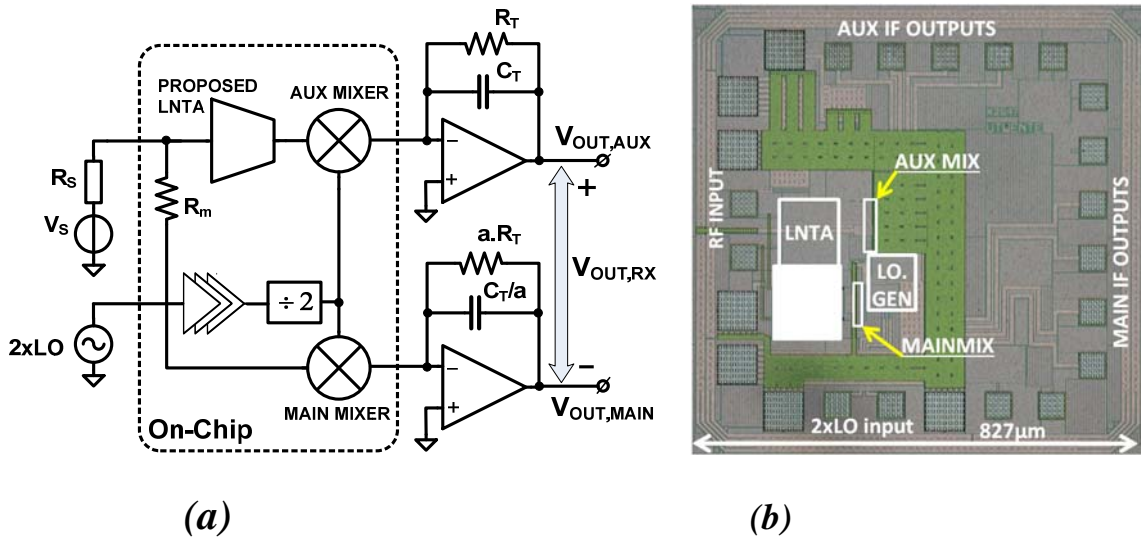 PROPOSED
LNTA
AUX MIXER
R_T
C_T
−
+
V_OUT,AUX
R_S
V_S
R_m
+
V_OUT,RX
−
a.R_T
C_T/a
÷2
2xLO
−
+
MAIN MIXER
V_OUT,MAIN
On-Chip
(a)
AUX IF OUTPUTS
UTWENTE
AUX MIX
RF INPUT
LNTA
LO.
GEN
MAINMIX
MAIN IF OUTPUTS
2xLO input
827µm
(b)